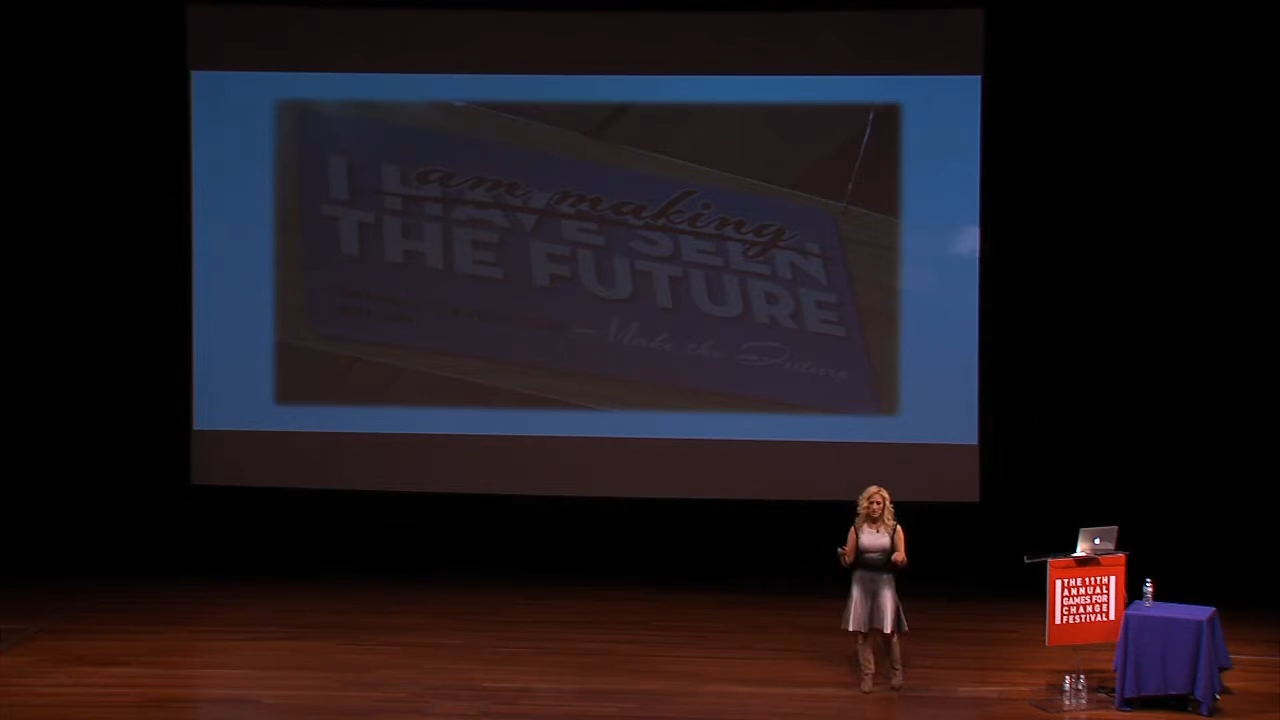 am making
I HAVE SEEN
THE FUTURE
Make the Future
THE 11TH
ANNUAL
GAMES FOR
CHANGE
FESTIVAL